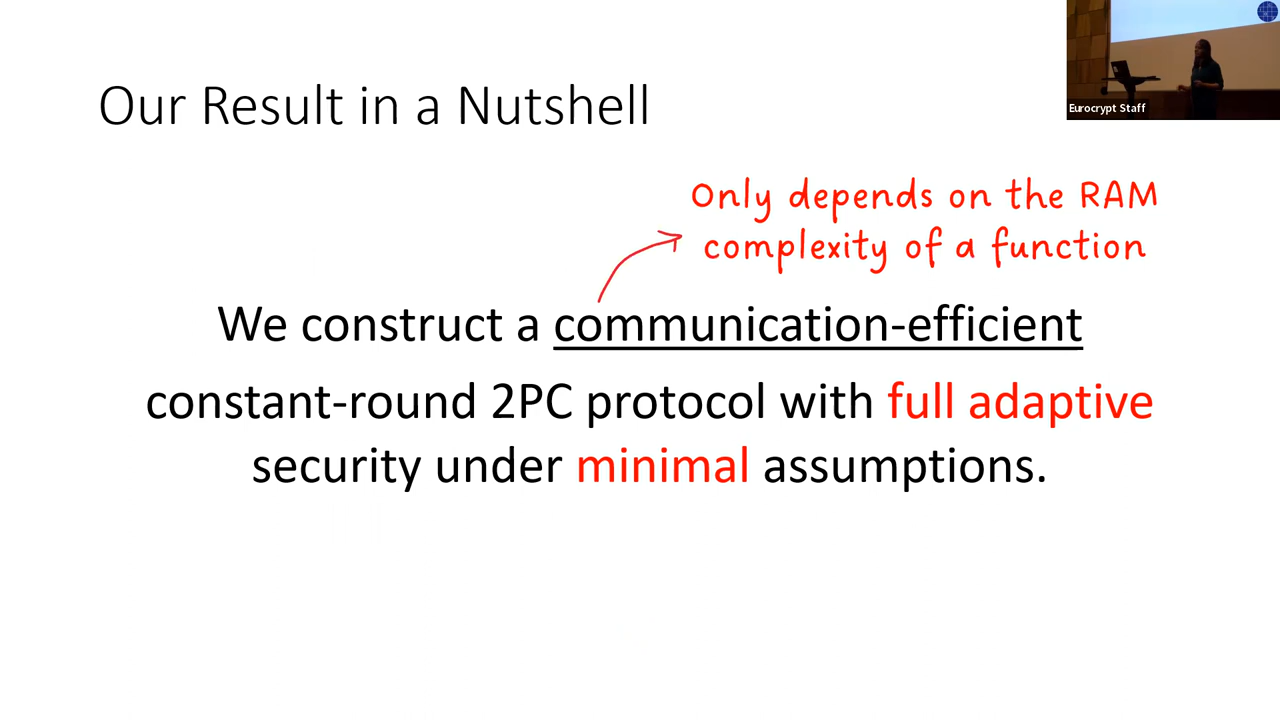 Eurocrypt Staff
Our Result in a Nutshell
Only depends on the RAM
complexity of a function
We construct a communication-efficient
constant-round 2PC protocol with full adaptive
security under minimal assumptions.